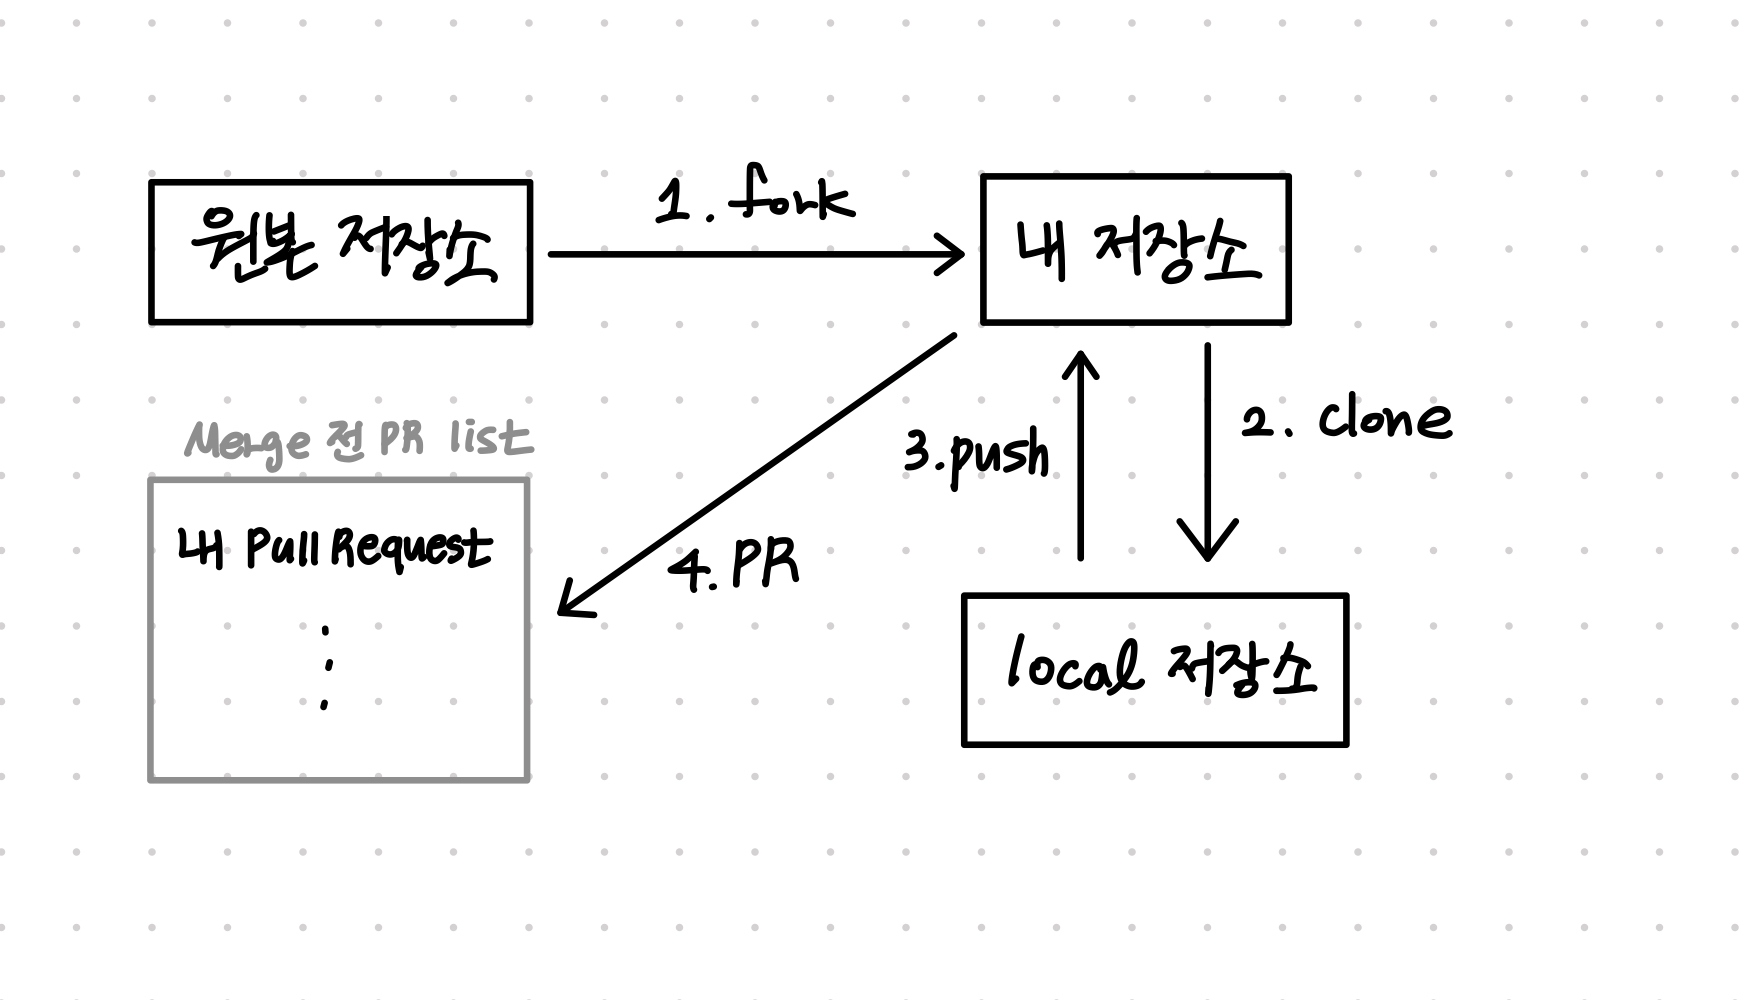 원본 저장소
1. fork
내 저장소
Merge 전 PR list
3. push
2. clone
내 Pull Request
4. PR
local 저장소